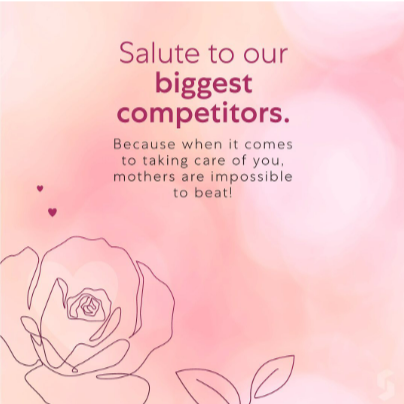 Salute to our
biggest
competitors.
Because when it comes
to taking care of you,
mothers are impossible
to beat!